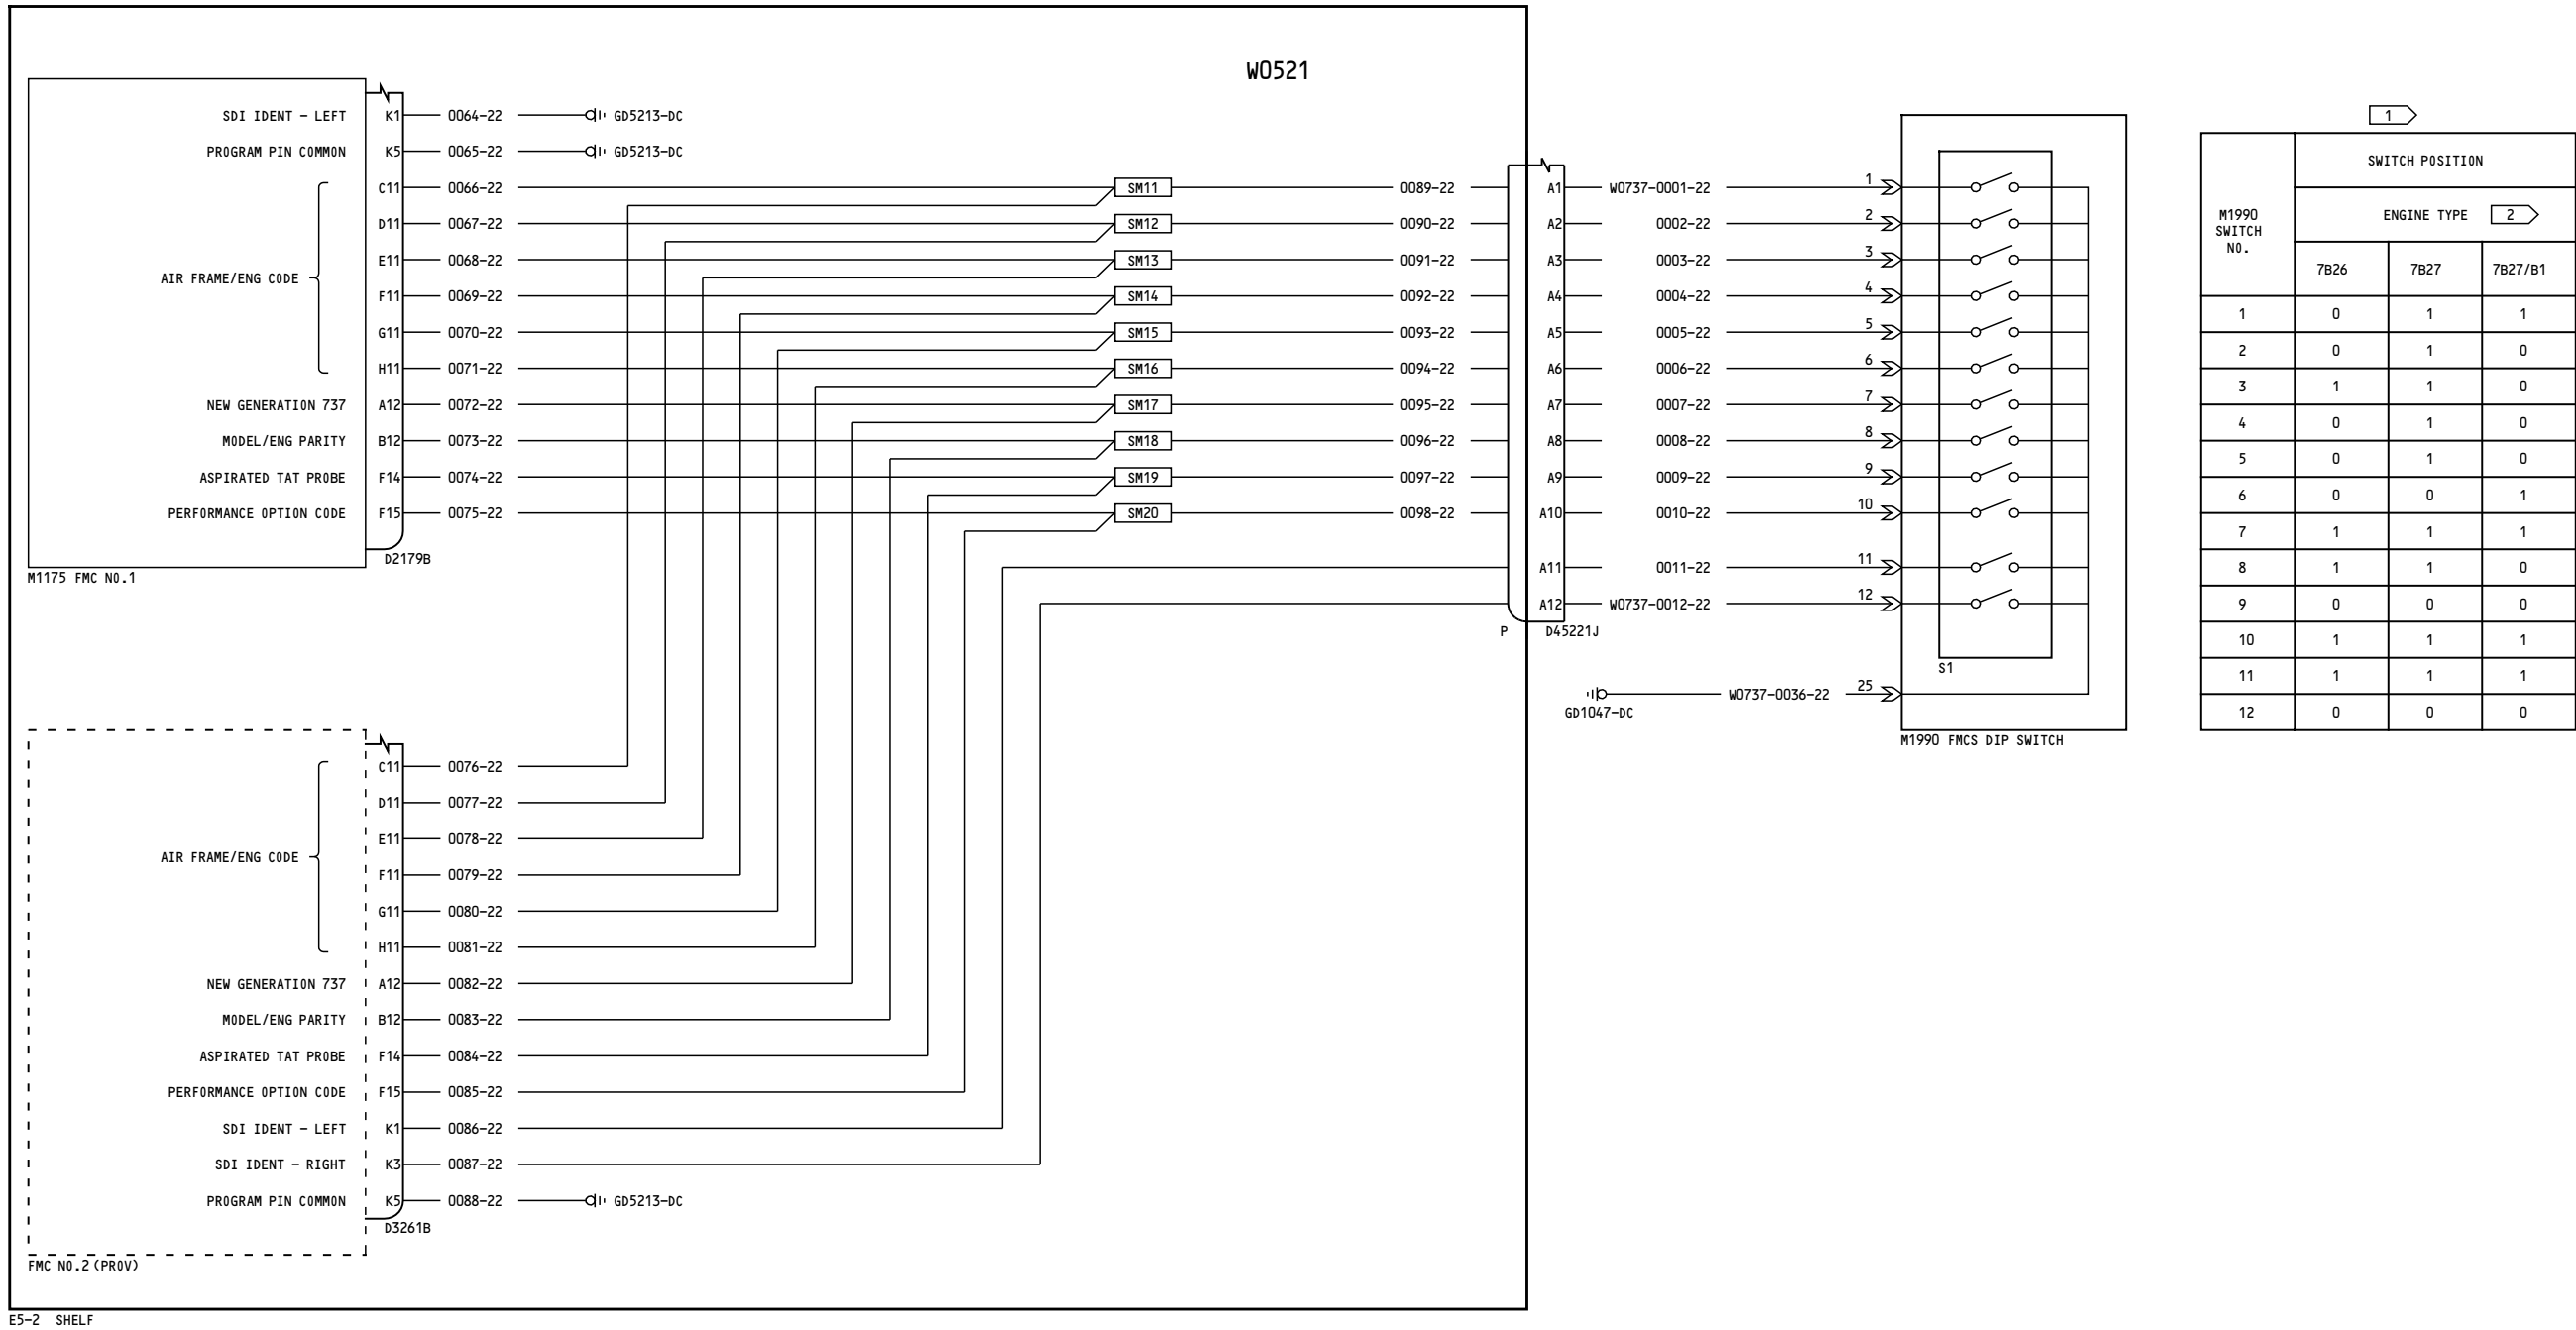 W0521
SDI IDENT - LEFT K1 0064-22 GD5213-DC
PROGRAM PIN COMMON K5 0065-22 GD5213-DC
C11 0066-22 SM11 0089-22 A1 W0737-0001-22 1
D11 0067-22 SM12 0090-22 A2 0002-22 2
E11 0068-22 SM13 0091-22 A3 0003-22 3
AIR FRAME/ENG CODE
F11 0069-22 SM14 0092-22 A4 0004-22 4
G11 0070-22 SM15 0093-22 A5 0005-22 5
H11 0071-22 SM16 0094-22 A6 0006-22 6
NEW GENERATION 737 A12 0072-22 SM17 0095-22 A7 0007-22 7
MODEL/ENG PARITY B12 0073-22 SM18 0096-22 A8 0008-22 8
ASPIRATED TAT PROBE F14 0074-22 SM19 0097-22 A9 0009-22 9
PERFORMANCE OPTION CODE F15 0075-22 SM20 0098-22 A10 0010-22 10
D2179B
M1175 FMC NO.1
A11 0011-22 11
A12 W0737-0012-22 12
P D45221J
S1
W0737-0036-22 25
GD1047-DC
M1990 FMCS DIP SWITCH
C11 0076-22
D11 0077-22
E11 0078-22
AIR FRAME/ENG CODE
F11 0079-22
G11 0080-22
H11 0081-22
NEW GENERATION 737 A12 0082-22
MODEL/ENG PARITY B12 0083-22
ASPIRATED TAT PROBE F14 0084-22
PERFORMANCE OPTION CODE F15 0085-22
SDI IDENT - LEFT K1 0086-22
SDI IDENT - RIGHT K3 0087-22
PROGRAM PIN COMMON K5 0088-22 GD5213-DC
D3261B
FMC NO.2 (PROV)
E5-2 SHELF
1
SWITCH POSITION
M1990
SWITCH
NO.
ENGINE TYPE 2
7B26 7B27 7B27/B1
1 0 1 1
2 0 1 0
3 1 1 0
4 0 1 0
5 0 1 0
6 0 0 1
7 1 1 1
8 1 1 0
9 0 0 0
10 1 1 1
11 1 1 1
12 0 0 0